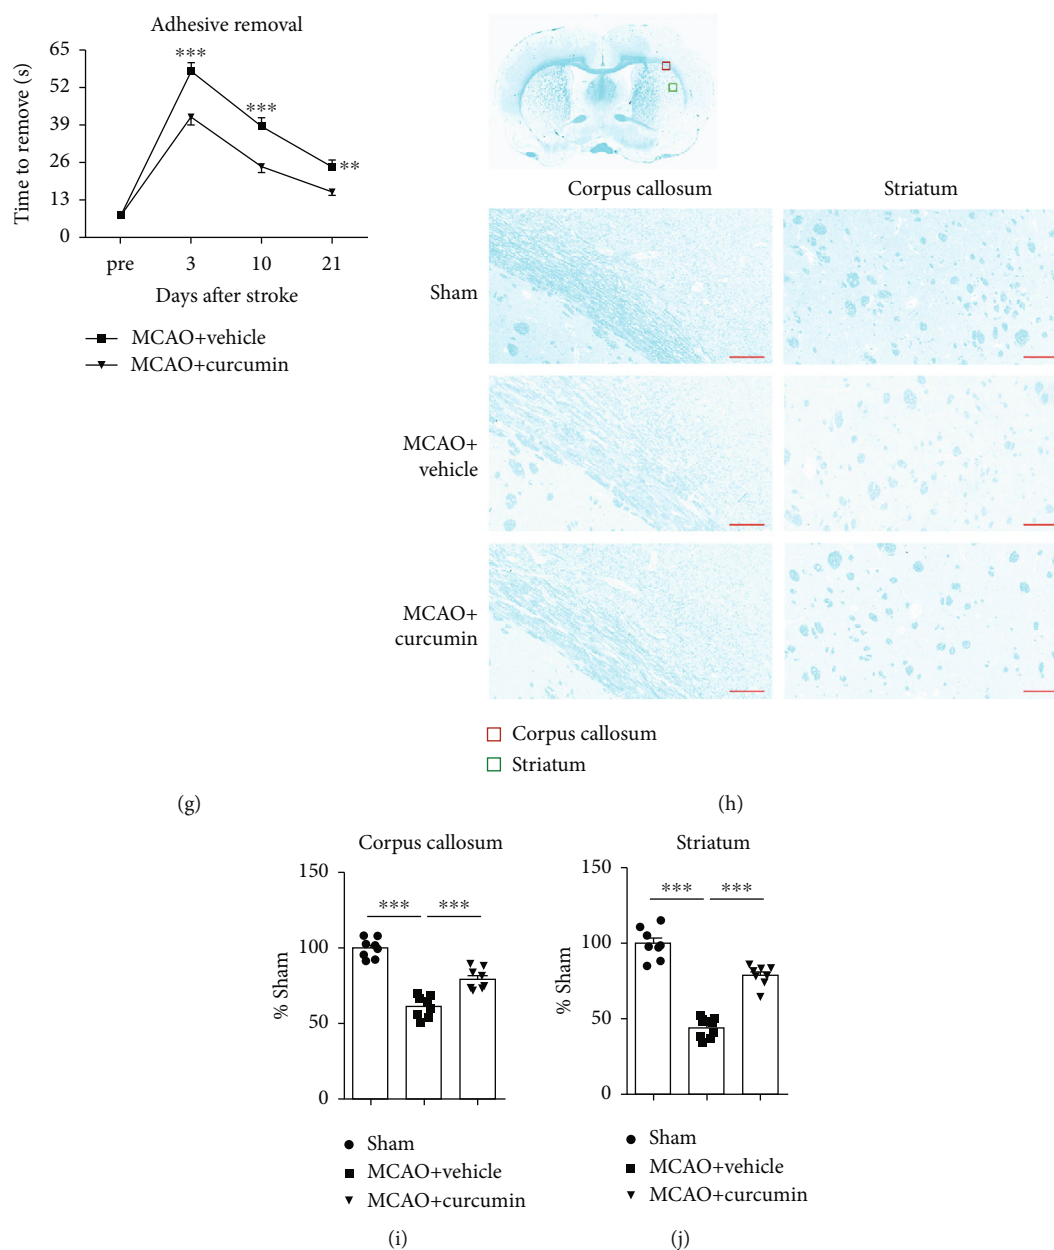 Adhesive removal
65
52
39
26
13
0
Time to remove (s)
***
***
**
pre
3
10
21
Days after stroke
MCAO+vehicle
MCAO+curcumin
(g)
Corpus callosum
Striatum
Sham
MCAO+
vehicle
MCAO+
curcumin
Corpus callosum
Striatum
(h)
Corpus callosum
150
100
50
0
% Sham
***
***
Sham
MCAO+vehicle
MCAO+curcumin
(i)
Striatum
150
100
50
0
% Sham
***
***
Sham
MCAO+vehicle
MCAO+curcumin
(j)